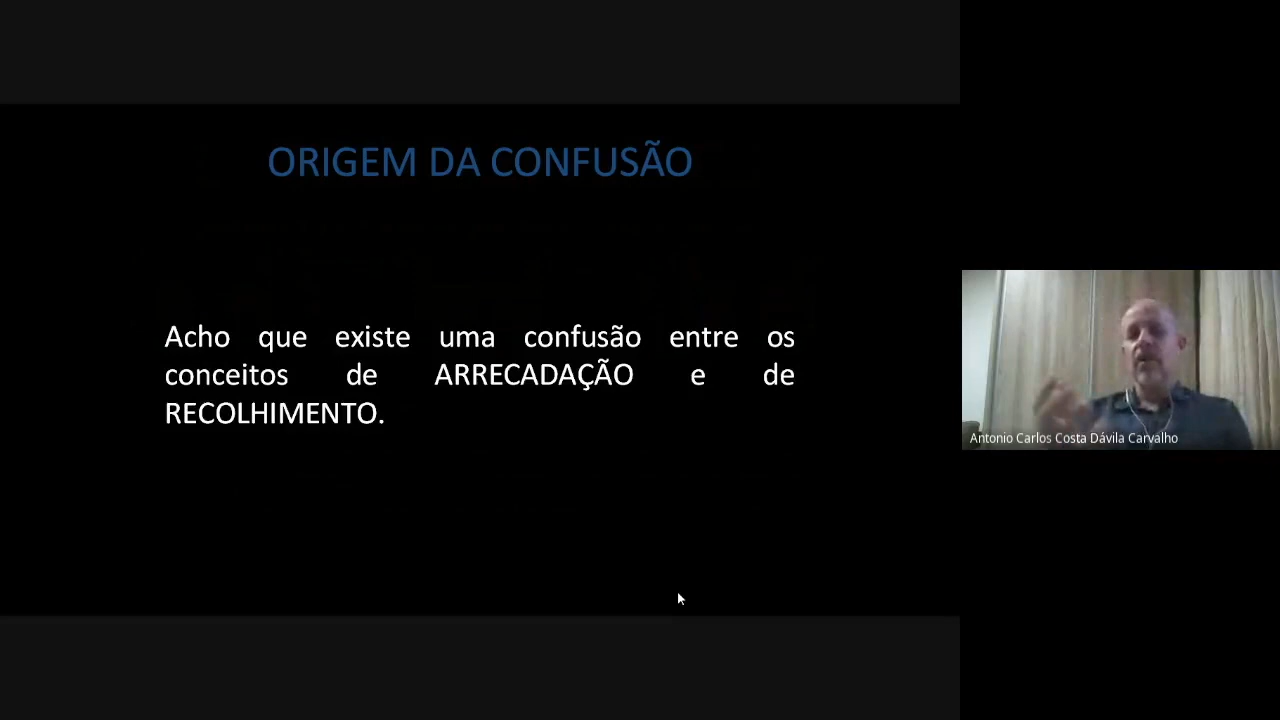 ORIGEM DA CONFUSÃO
Acho que existe uma confusão entre os
conceitos de ARRECADAÇÃO e de
RECOLHIMENTO.
Antonio Carlos Costa Dávila Carvalho